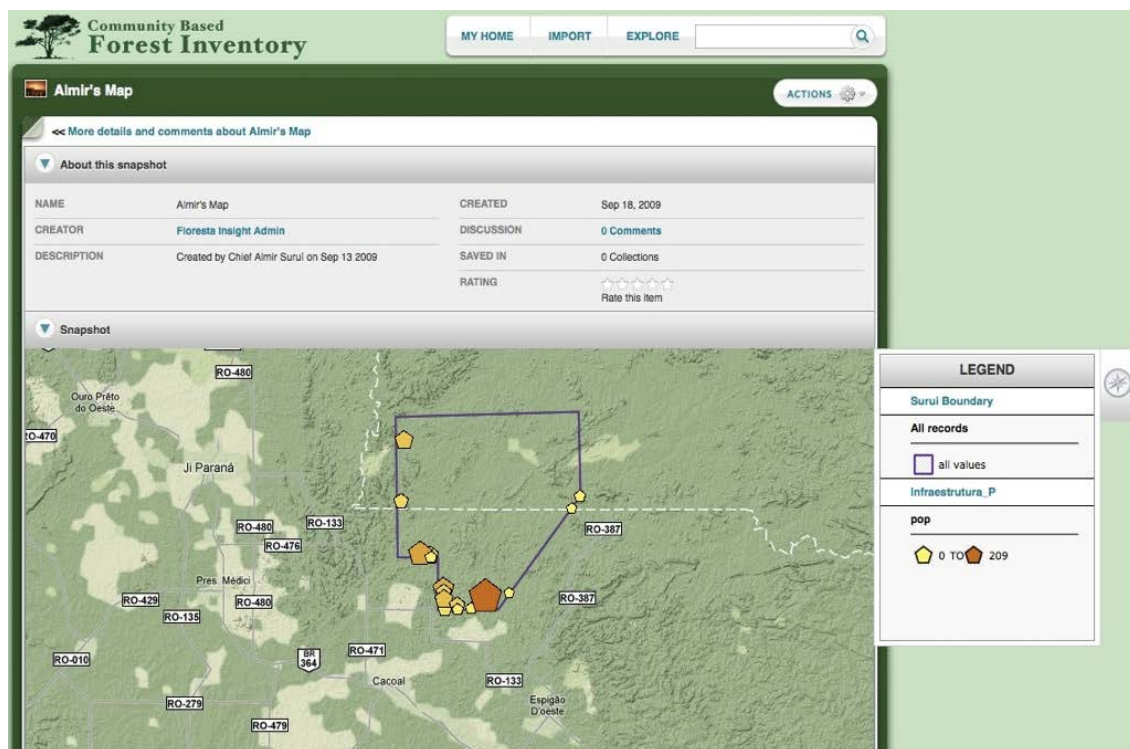 Community Based
Forest Inventory
MY HOME IMPORT EXPLORE
Almir's Map
ACTIONS
<< More details and comments about Almir's Map
About this snapshot
NAME Almir's Map
CREATED Sep 18, 2009
CREATOR Floresta Insight Admin
DISCUSSION 0 Comments
DESCRIPTION Created by Chief Almir Surui on Sep 13 2009
SAVED IN 0 Collections
RATING
Rate this item
Snapshot
RO-480
Ouro Prêto
do Oeste
RO-470
Ji Paraná
RO-480
RO-133
RO-476
RO-387
Pres. Médici
RO-429
RO-480
RO-135
RO-387
BR
364
RO-471
RO-010
Cacoal
RO-133
RO-279
Espigão
D'oeste
RO-479
LEGEND
Surui Boundary
All records
all values
Infraestrutura_P
pop
0 TO 209